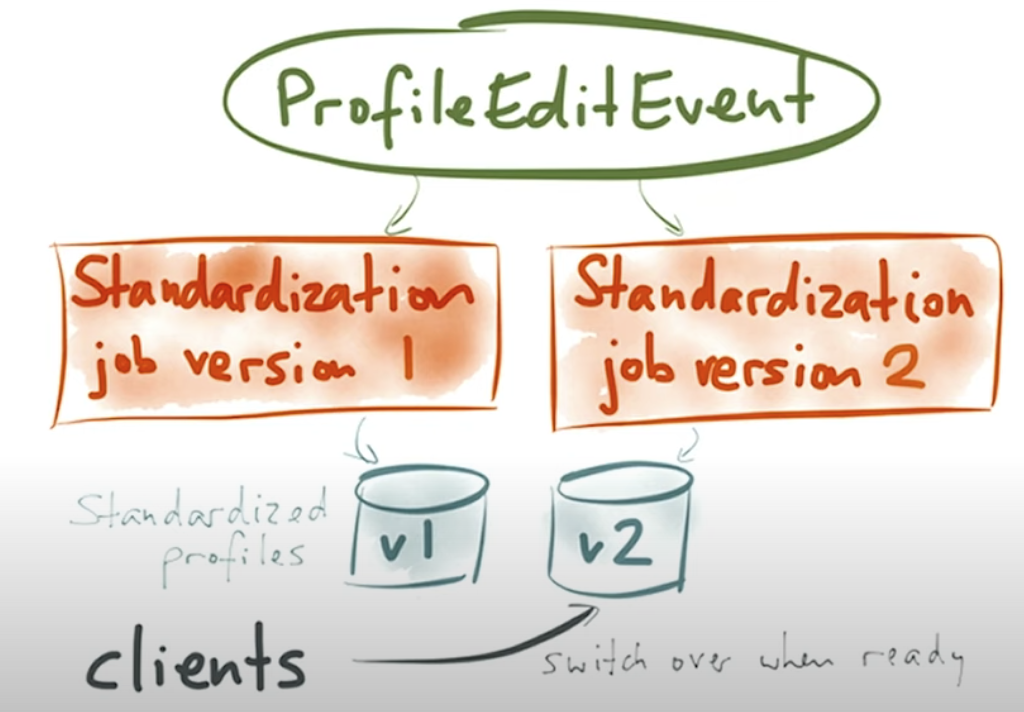 ProfileEditEvent
Standardization
job version 1
Standardization
job version 2
Standardized
profiles
v1
v2
clients
switch over when ready